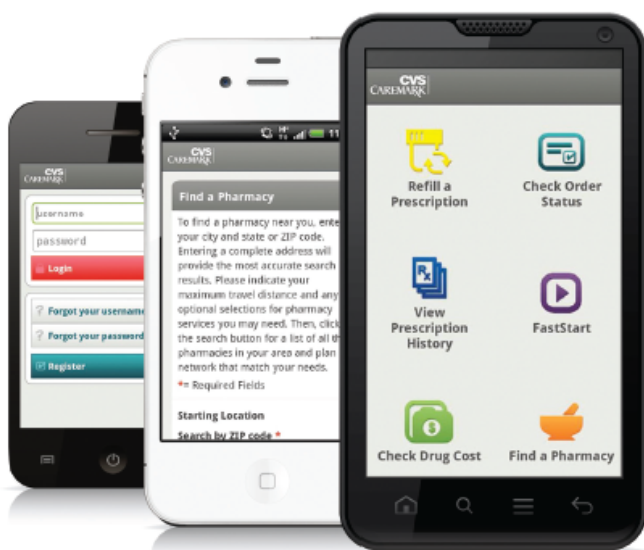 CVS
CAREMARK
username
password
Login
Forgot your username
Forgot your password
Register
11
CVS
CAREMARK
Find a Pharmacy
To find a pharmacy near you, ente
your city and state or ZIP code.
Entering a complete address will
provide the most accurate search
results. Please indicate your
maximum travel distance and any
optional selections for pharmacy
services you may need. Then, click
the search button for a list of all th
pharmacies in your area and plan
network that match your needs.
*= Required Fields
Starting Location
Search by ZIP code *
CVS
CAREMARK
Refill a
Prescription
Check Order
Status
Rx
View
Prescription
History
FastStart
$
Check Drug Cost
Find a Pharmacy